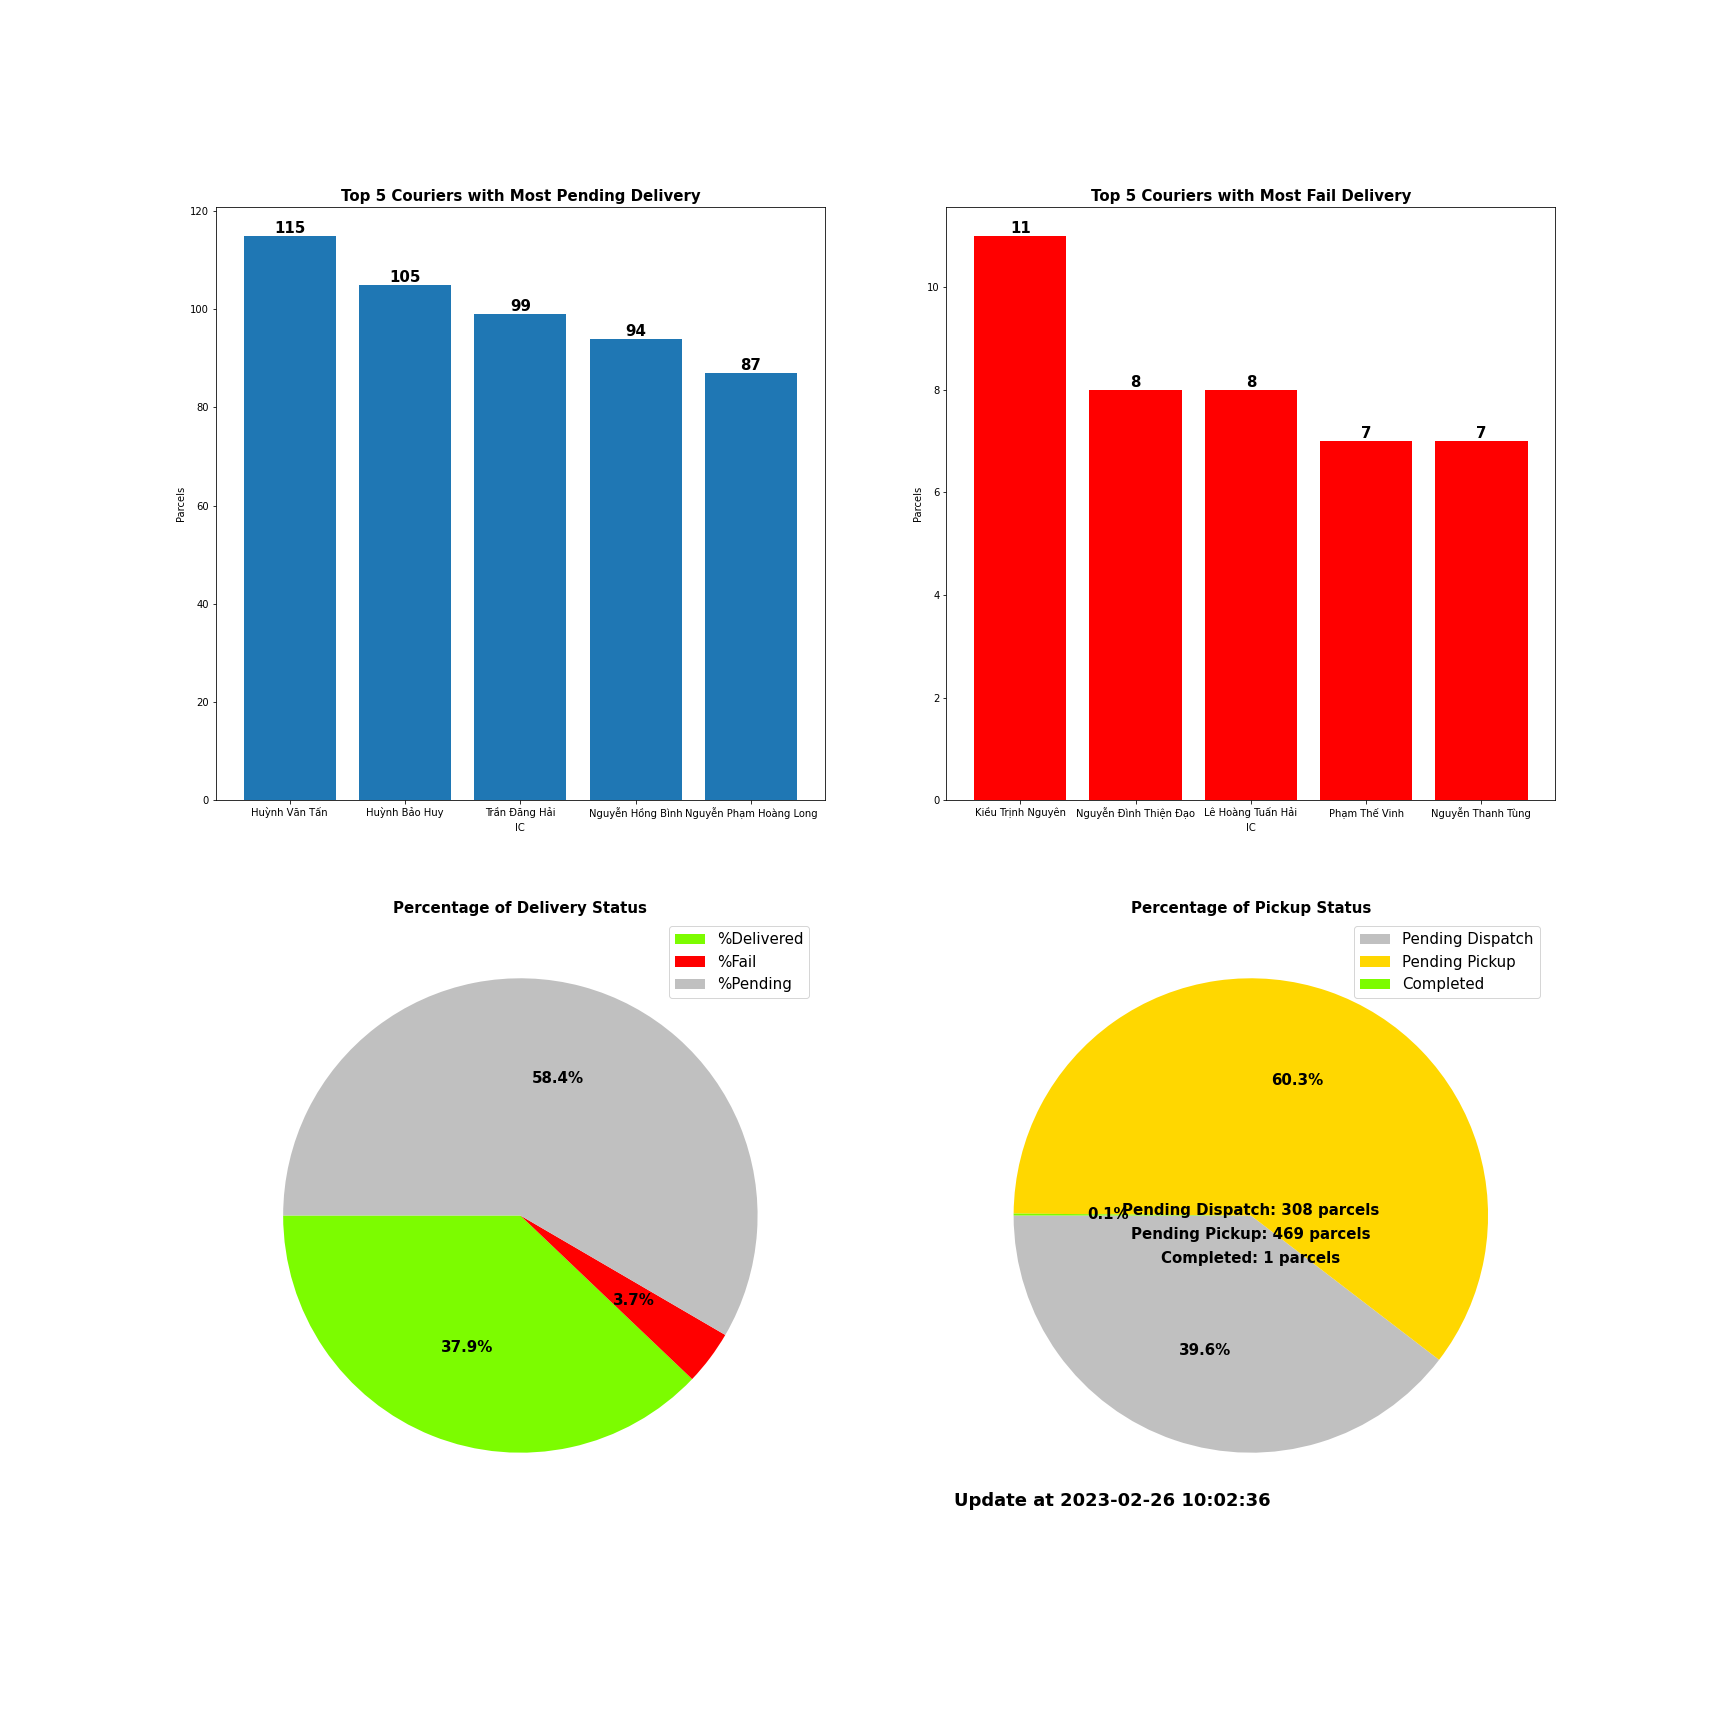 Top 5 Couriers with Most Pending Delivery
120
100
80
60
40
20
0
Parcels
115
105
99
94
87
Huỳnh Văn Tấn
Huỳnh Bảo Huy
Trần Đăng Hải
Nguyễn Hồng Bình
Nguyễn Phạm Hoàng Long
IC
Top 5 Couriers with Most Fail Delivery
10
8
6
4
2
0
Parcels
11
8
8
7
7
Kiều Trịnh Nguyên
Nguyễn Đình Thiện Đạo
Lê Hoàng Tuấn Hải
Phạm Thế Vinh
Nguyễn Thanh Tùng
IC
Percentage of Delivery Status
%Delivered
%Fail
%Pending
58.4%
3.7%
37.9%
Percentage of Pickup Status
Pending Dispatch
Pending Pickup
Completed
60.3%
0.1%
Pending Dispatch: 308 parcels
Pending Pickup: 469 parcels
Completed: 1 parcels
39.6%
Update at 2023-02-26 10:02:36